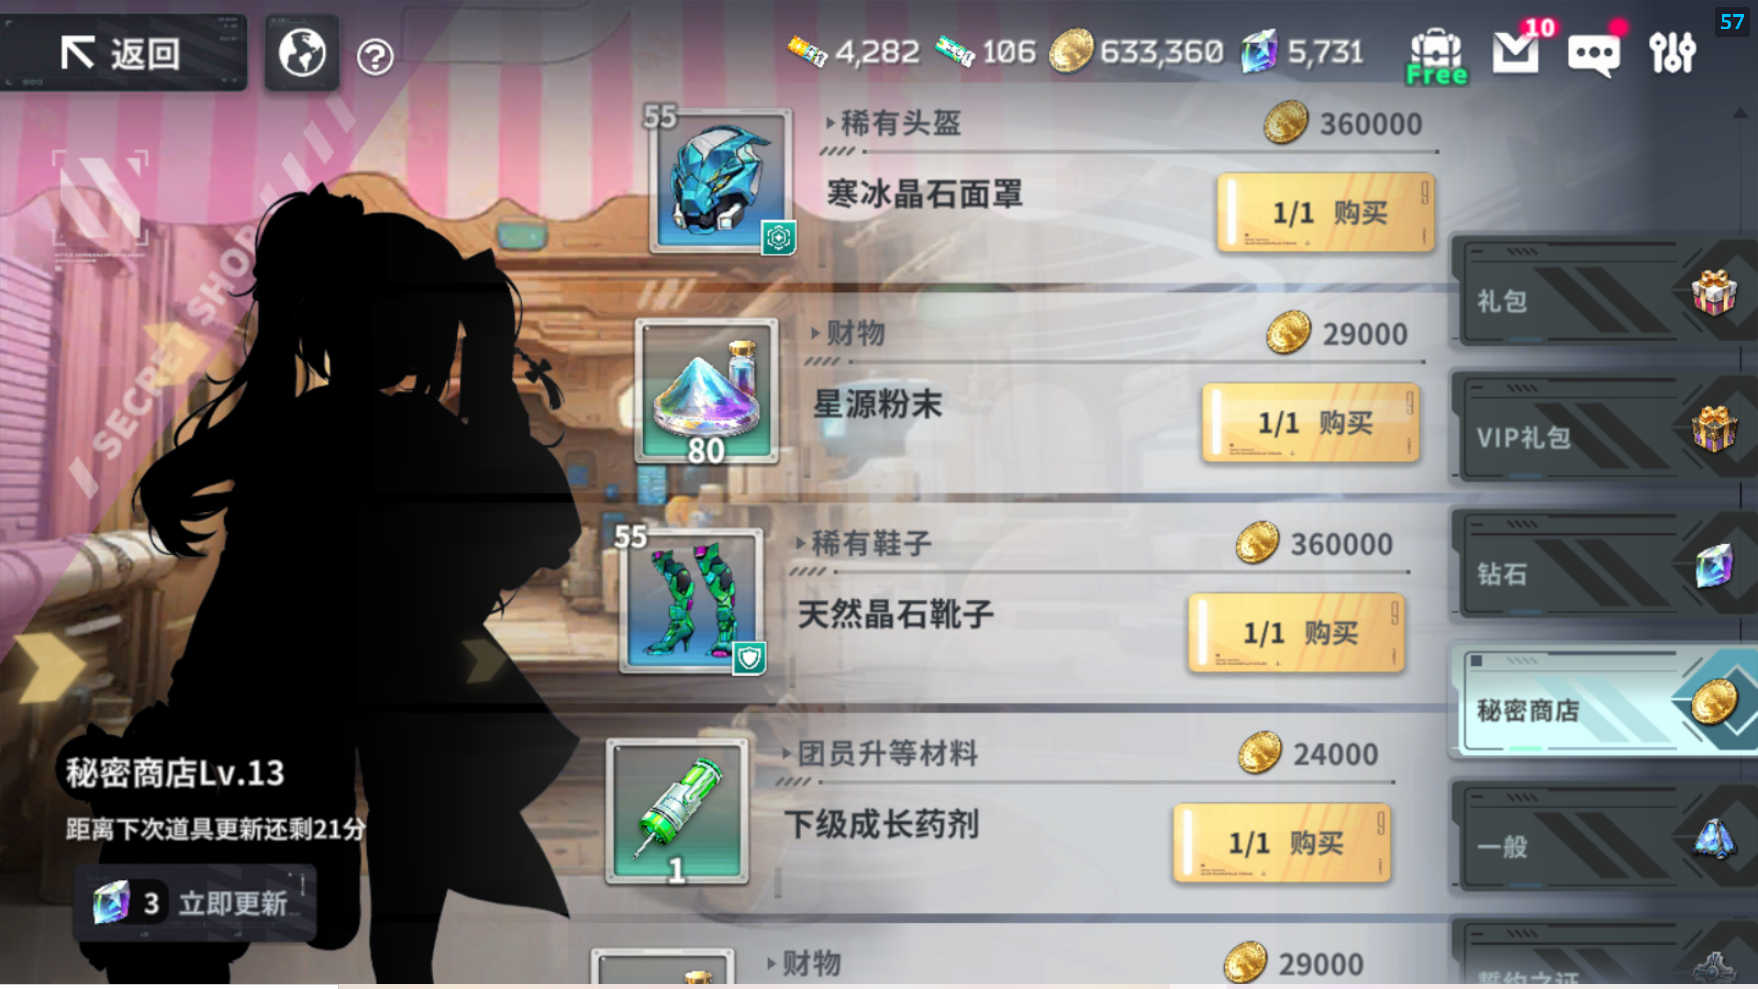 返回
4,282
106
633,360
5,731
Free
10
57
SECRET SHOP
55
稀有头盔
360000
寒冰晶石面罩
1/1 购买
财物
29000
星源粉末
80
1/1 购买
55
稀有鞋子
360000
天然晶石靴子
1/1 购买
团员升等材料
24000
下级成长药剂
1
1/1 购买
财物
29000
秘密商店Lv.13
距离下次道具更新还剩21分
3 立即更新
礼包
VIP礼包
钻石
秘密商店
一般
誓约之证